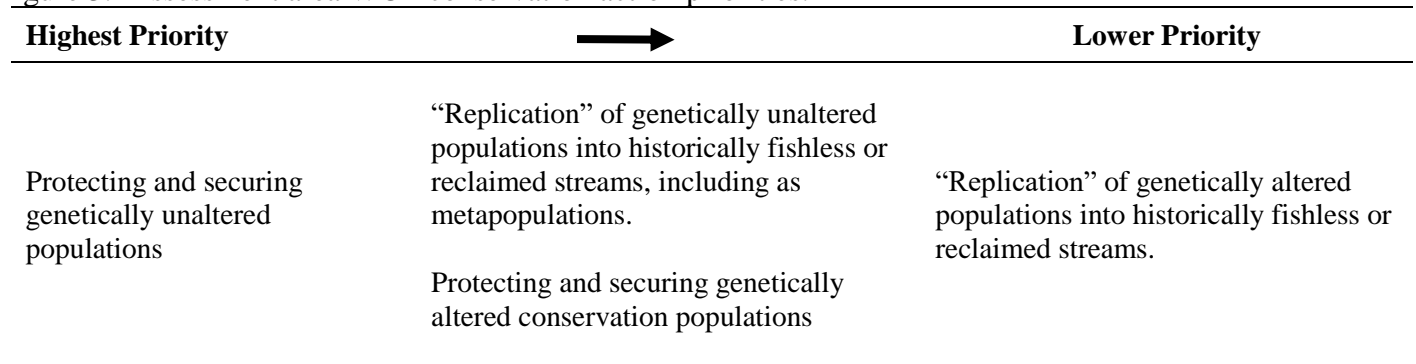 Highest Priority
Lower Priority
Protecting and securing
genetically unaltered
populations
“Replication” of genetically unaltered
populations into historically fishless or
reclaimed streams, including as
metapopulations.
Protecting and securing genetically
altered conservation populations
“Replication” of genetically altered
populations into historically fishless or
reclaimed streams.